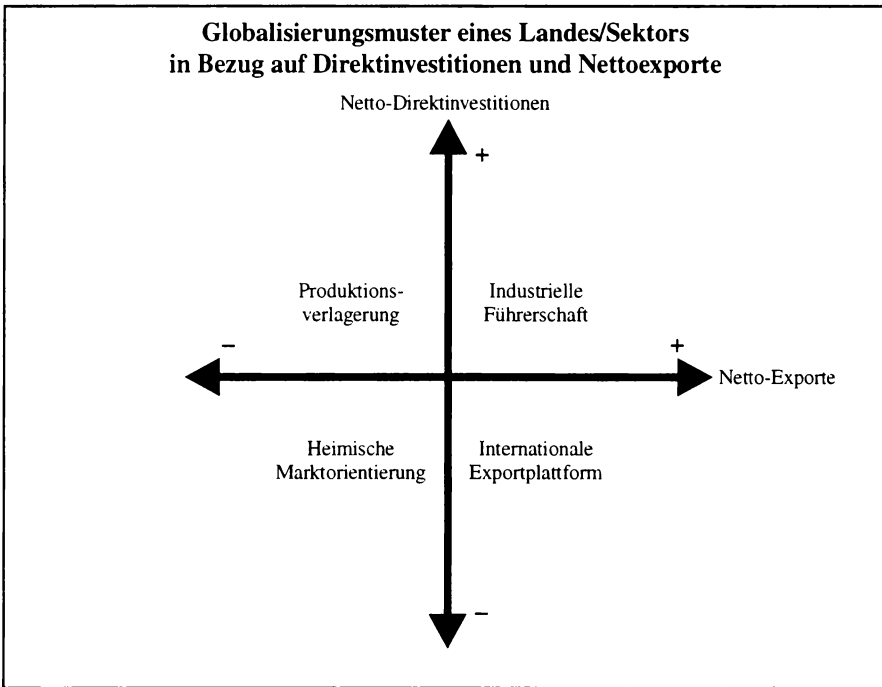 Globalisierungsmuster eines Landes/Sektors
in Bezug auf Direktinvestitionen und Nettoexporte
Netto-Direktinvestitionen
+
Produktions-
verlagerung
Industrielle
Führerschaft
−
+
Netto-Exporte
Heimische
Marktorientierung
Internationale
Exportplattform
−